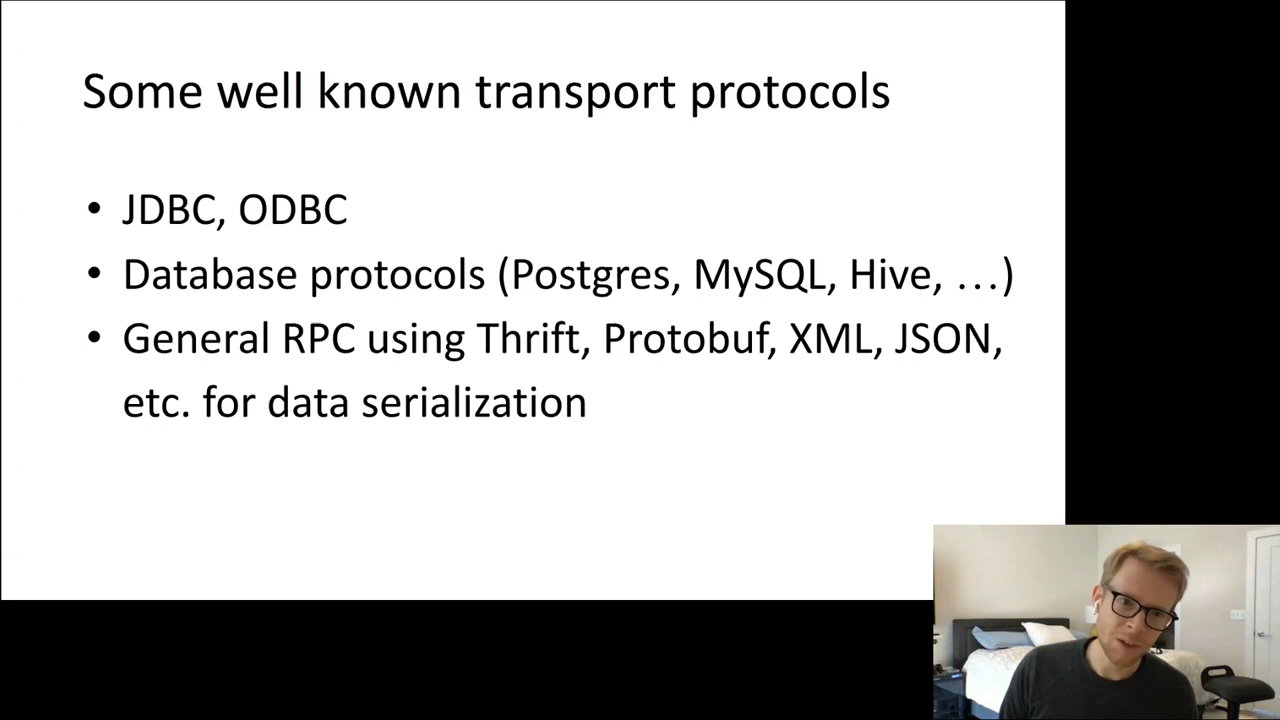 Some well known transport protocols
• JDBC, ODBC
• Database protocols (Postgres, MySQL, Hive, …)
• General RPC using Thrift, Protobuf, XML, JSON,
etc. for data serialization